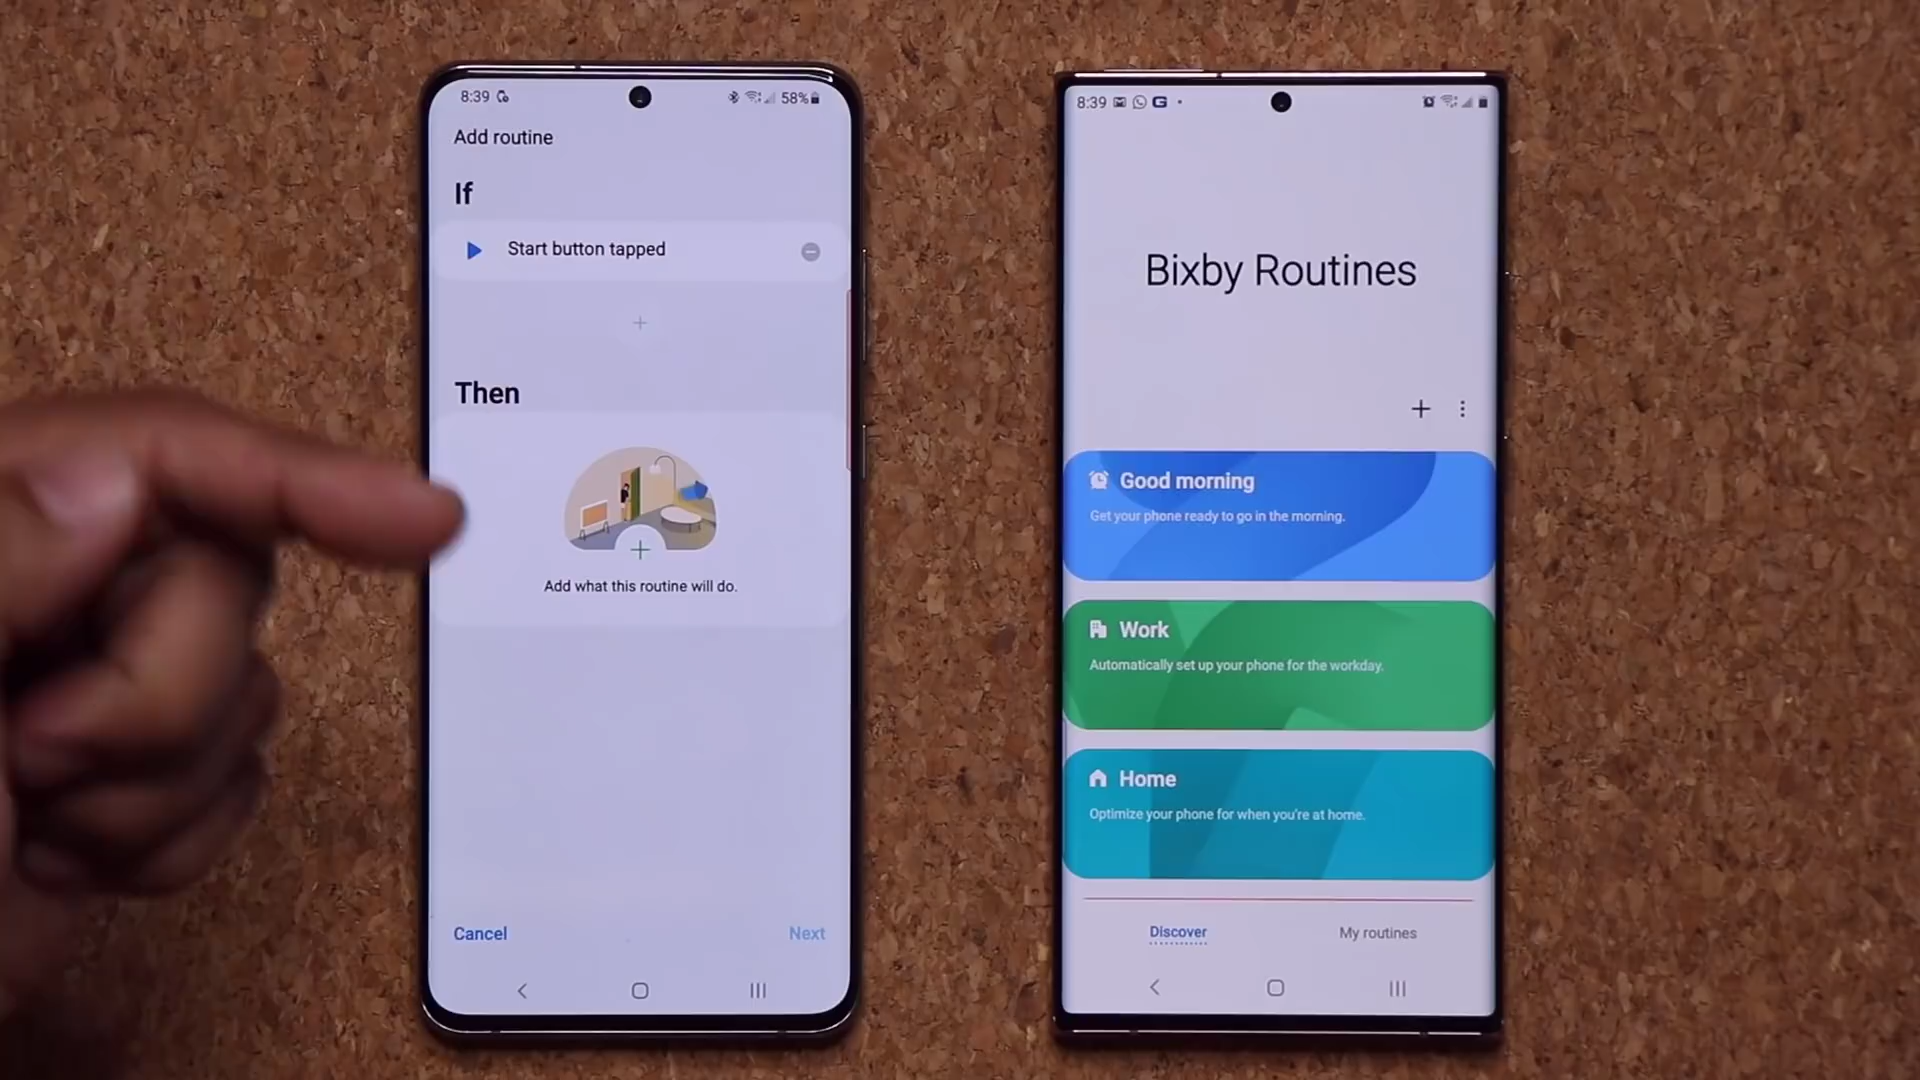 8:39
58%
Add routine
If
Start button tapped
Then
Add what this routine will do.
Cancel
Next
8:39
Bixby Routines
Good morning
Get your phone ready to go in the morning.
Work
Automatically set up your phone for the workday.
Home
Optimize your phone for when you're at home.
Discover
My routines